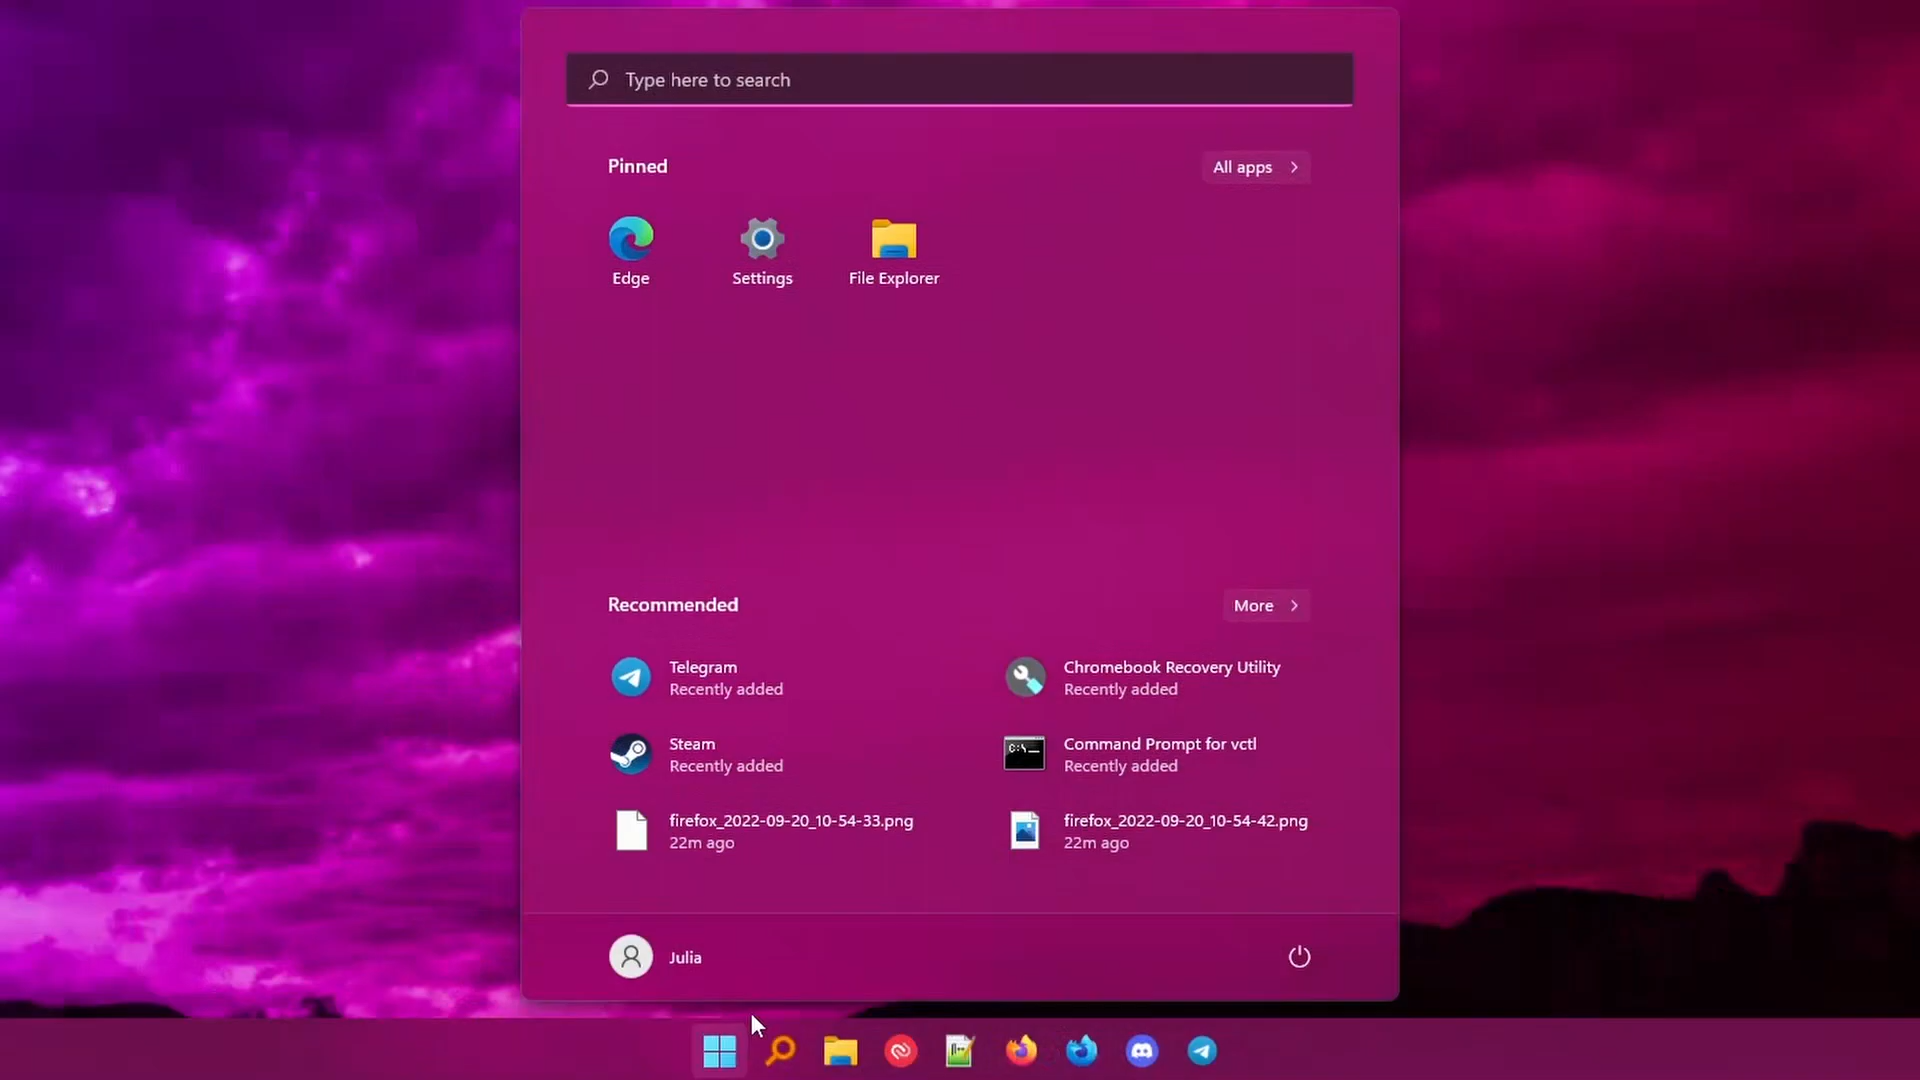 Type here to search
Pinned
All apps
Edge
Settings
File Explorer
Recommended
More
Telegram
Recently added
Chromebook Recovery Utility
Recently added
Steam
Recently added
Command Prompt for vctl
Recently added
firefox_2022-09-20_10-54-33.png
22m ago
firefox_2022-09-20_10-54-42.png
22m ago
Julia